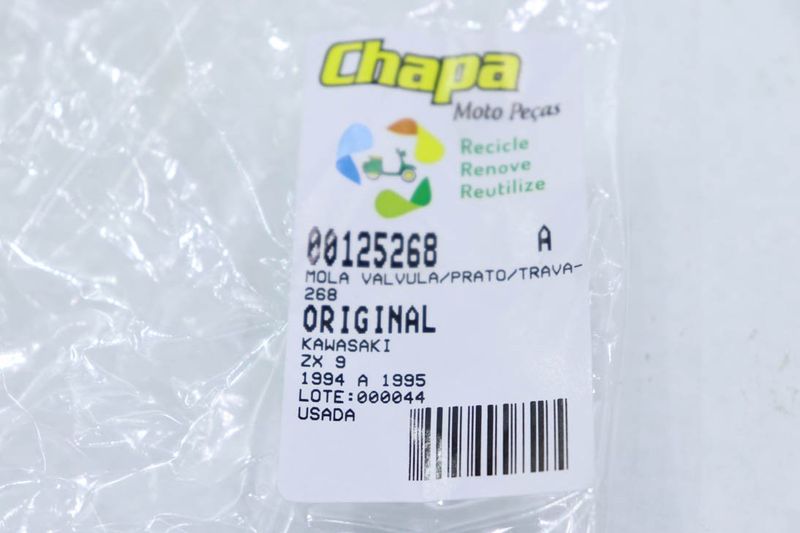 Chapa
Moto Peças
Recicle
Renove
Reutilize
00125268 A
MOLA VALVULA/PRATO/TRAVA-
268
ORIGINAL
KAWASAKI
ZX 9
1994 A 1995
LOTE:000044
USADA